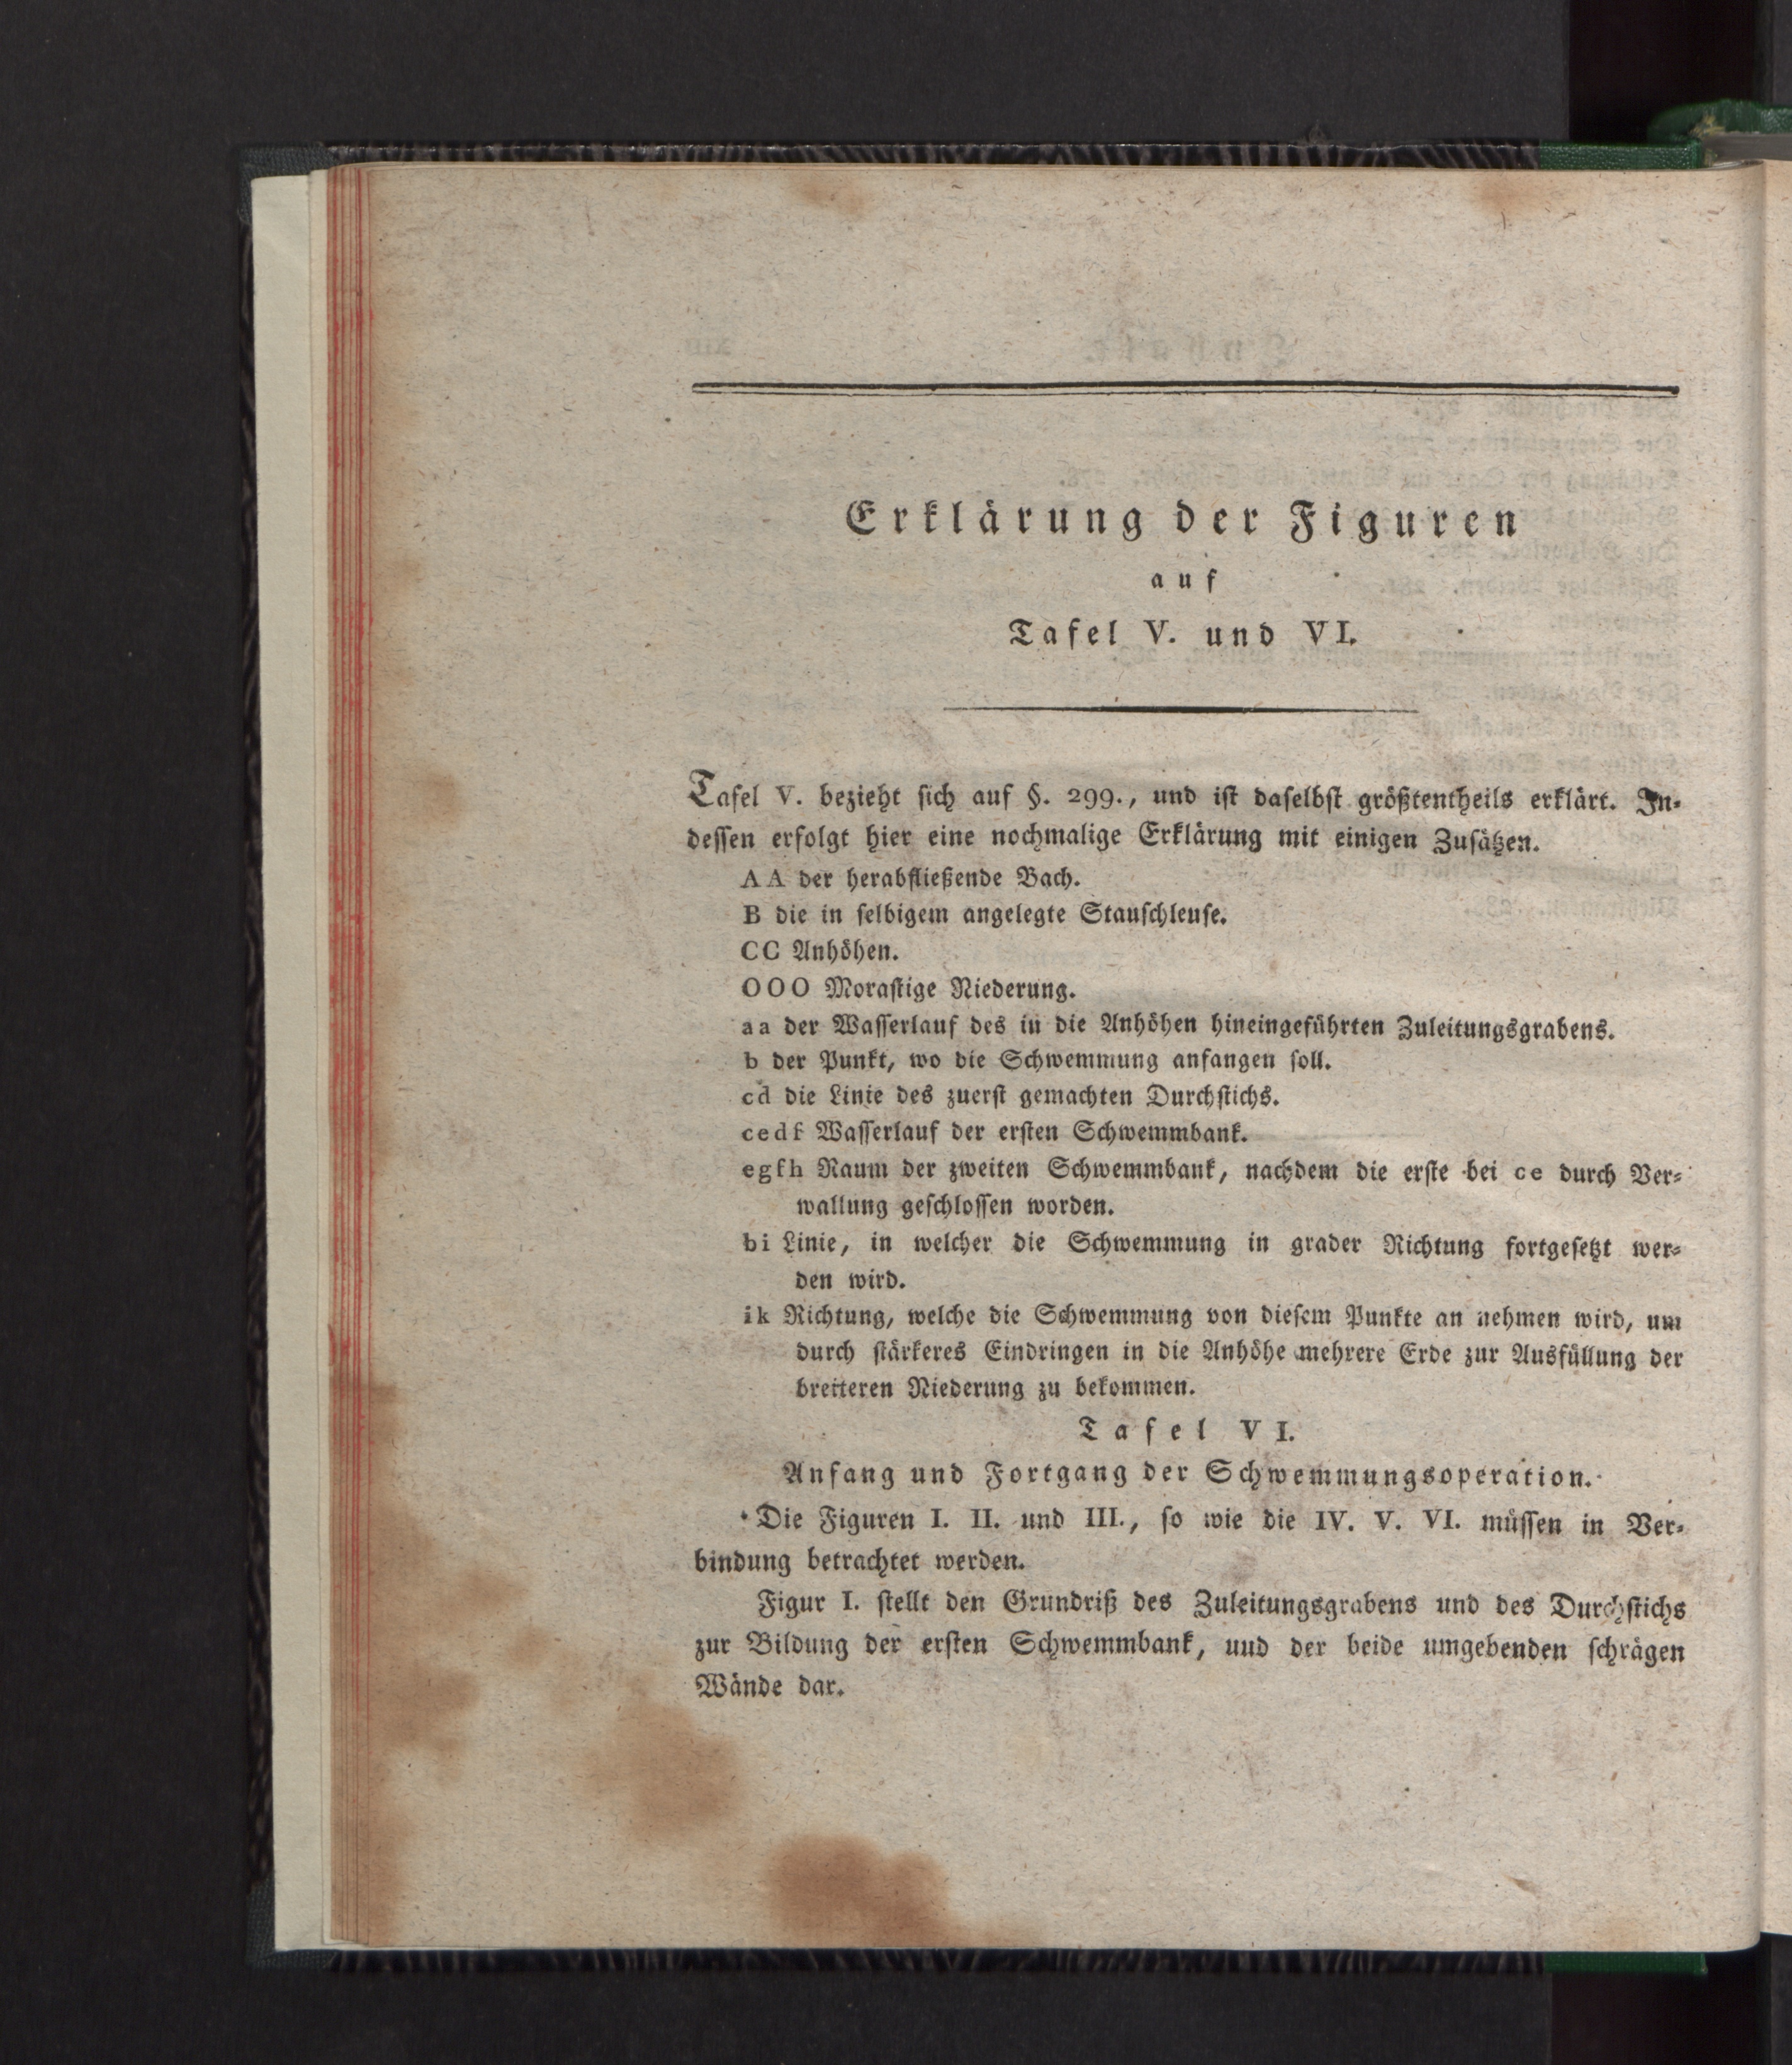 Erklärung der Figuren
auf
Tafel V. und VI.
Tafel V. bezieht sich auf §. 299., und ist daselbst größtentheils erklärt. In-
dessen erfolgt hier eine nochmalige Erklärung mit einigen Zusätzen.
AA der herabfließende Bach.
B die in selbigem angelegte Stauschleuse.
CC Anhöhen.
OOO Morastige Niederung.
aa der Wasserlauf des in die Anhöhen hineingeführten Zuleitungsgrabens.
b der Punkt, wo die Schwemmung anfangen soll.
cd die Linie des zuerst gemachten Durchstichs.
cedf Wasserlauf der ersten Schwemmbank.
egfh Raum der zweiten Schwemmbank, nachdem die erste bei ce durch Ver-
wallung geschlossen worden.
bi Linie, in welcher die Schwemmung in grader Richtung fortgesetzt wer-
den wird.
ik Richtung, welche die Schwemmung von diesem Punkte an nehmen wird, um
durch stärkeres Eindringen in die Anhöhe mehrere Erde zur Ausfüllung der
breiteren Niederung zu bekommen.
Tafel VI.
Anfang und Fortgang der Schwemmungsoperation.
Die Figuren I. II. und III., so wie die IV. V. VI. müssen in Ver-
bindung betrachtet werden.
Figur I. stellt den Grundriß des Zuleitungsgrabens und des Durchstichs
zur Bildung der ersten Schwemmbank, und der beide umgebenden schrägen
Wände dar.